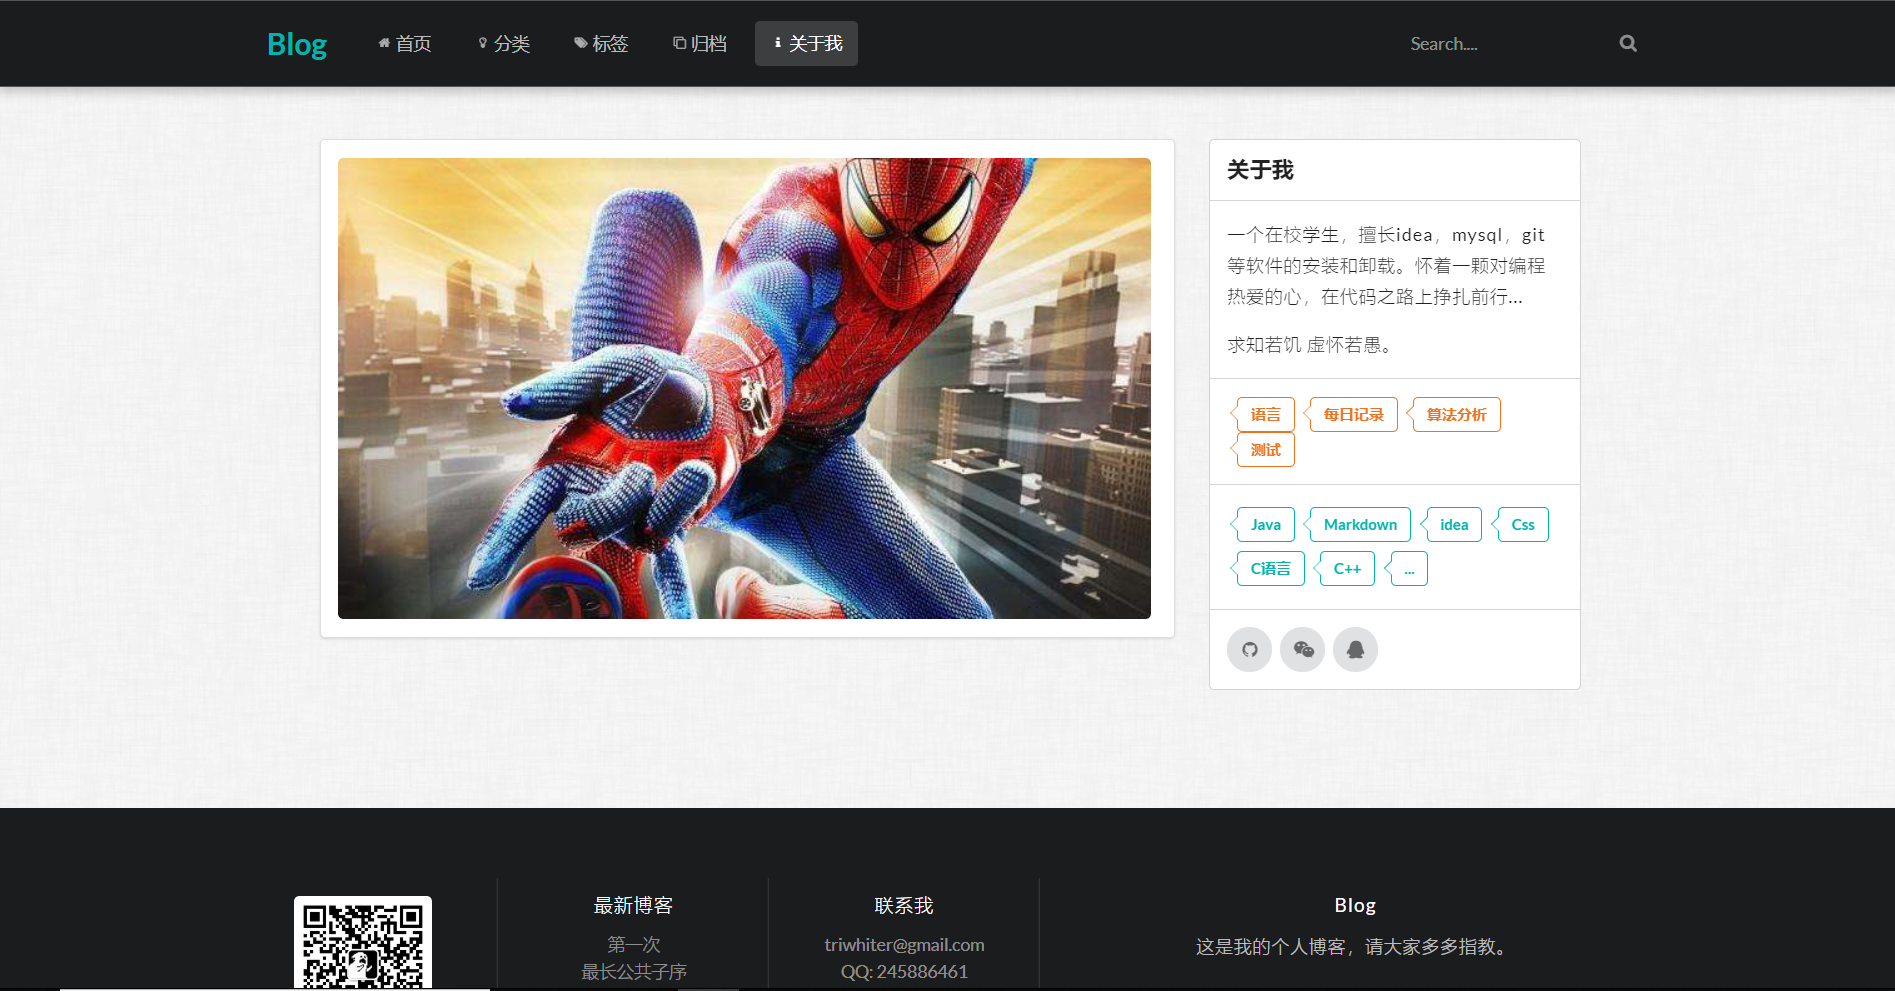 Blog
首页
分类
标签
归档
关于我
Search....
关于我
一个在校学生，擅长idea，mysql，git
等软件的安装和卸载。怀着一颗对编程
热爱的心，在代码之路上挣扎前行...
求知若饥 虚怀若愚。
语言
每日记录
算法分析
测试
Java
Markdown
idea
Css
C语言
C++
...
最新博客
第一次
最长公共子序
联系我
triwhiter@gmail.com
QQ: 245886461
Blog
这是我的个人博客，请大家多多指教。